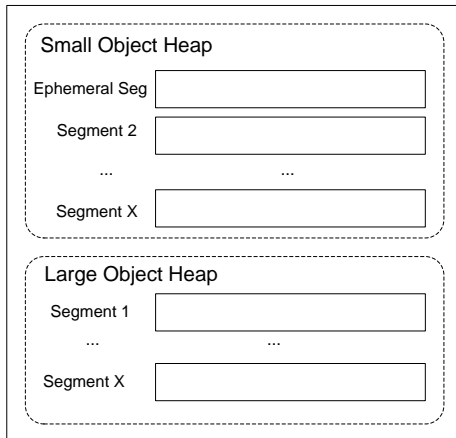 Small Object Heap
Ephemeral Seg
Segment 2
... ...
Segment X
Large Object Heap
Segment 1
... ...
Segment X